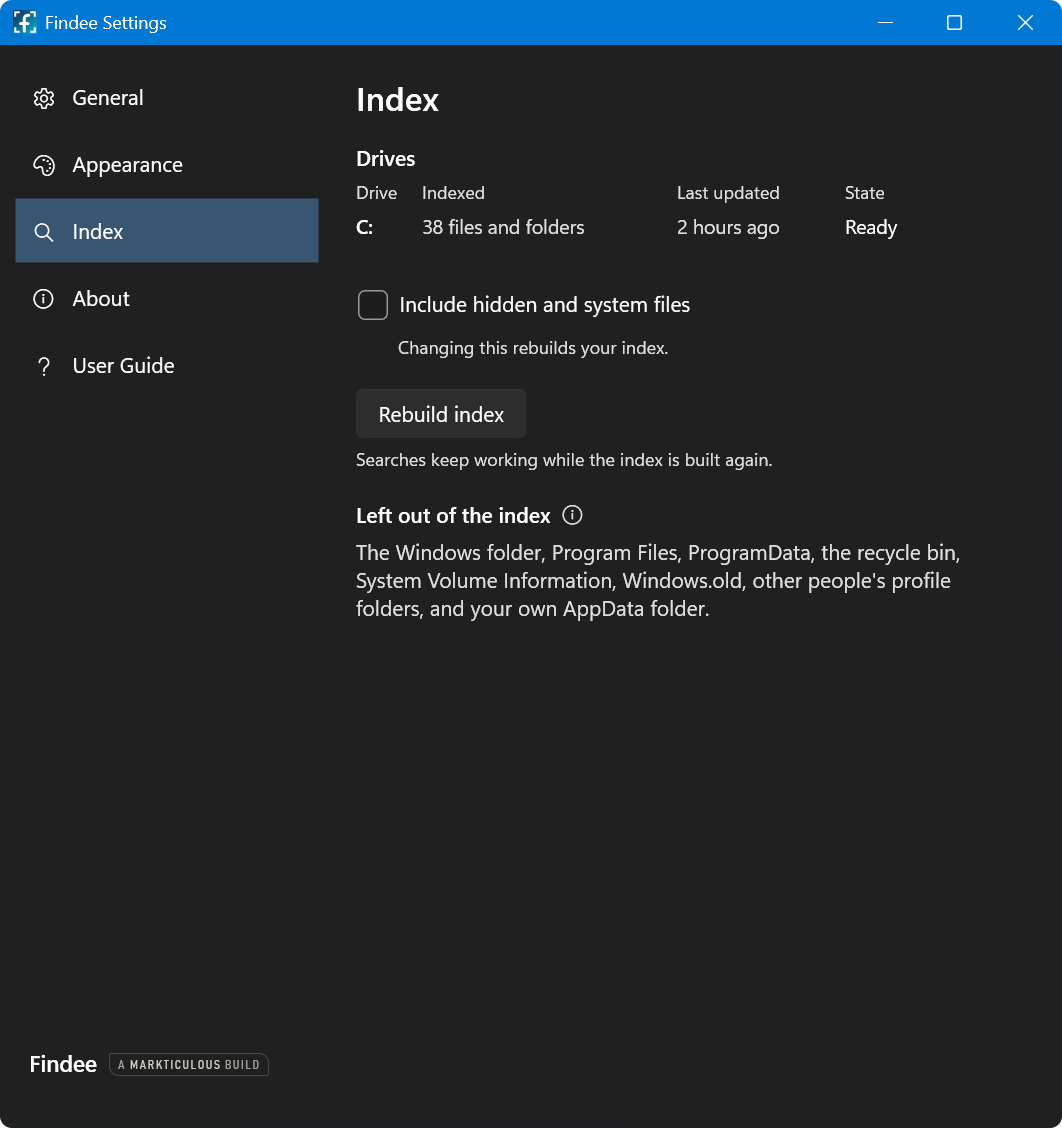 Findee Settings
General
Appearance
Index
About
User Guide
Index
Drives
Drive Indexed Last updated State
C: 38 files and folders 2 hours ago Ready
Include hidden and system files
Changing this rebuilds your index.
Rebuild index
Searches keep working while the index is built again.
Left out of the index
The Windows folder, Program Files, ProgramData, the recycle bin,
System Volume Information, Windows.old, other people's profile
folders, and your own AppData folder.
Findee A MARKTICULOUS BUILD